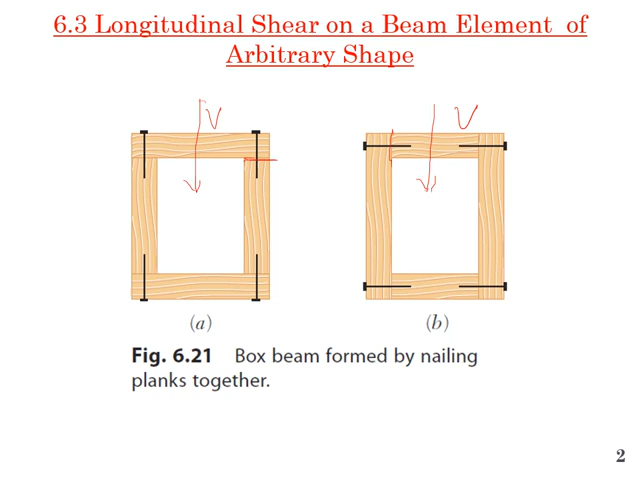 6.3 Longitudinal Shear on a Beam Element of
Arbitrary Shape
V
V
(a)
(b)
Fig. 6.21 Box beam formed by nailing
planks together.
2